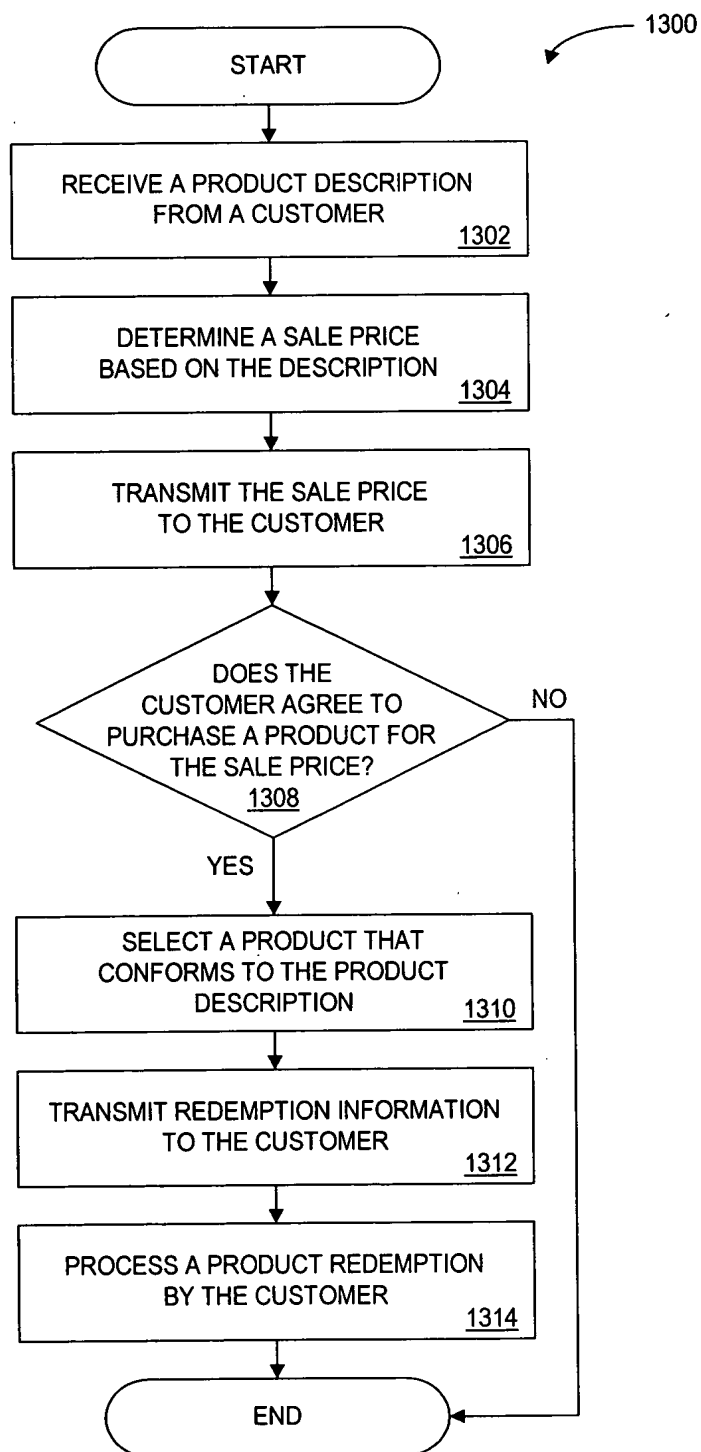 1300
START
RECEIVE A PRODUCT DESCRIPTION
FROM A CUSTOMER
1302
DETERMINE A SALE PRICE
BASED ON THE DESCRIPTION
1304
TRANSMIT THE SALE PRICE
TO THE CUSTOMER
1306
DOES THE
CUSTOMER AGREE TO
PURCHASE A PRODUCT FOR
THE SALE PRICE?
1308
NO
YES
SELECT A PRODUCT THAT
CONFORMS TO THE PRODUCT
DESCRIPTION
1310
TRANSMIT REDEMPTION INFORMATION
TO THE CUSTOMER
1312
PROCESS A PRODUCT REDEMPTION
BY THE CUSTOMER
1314
END